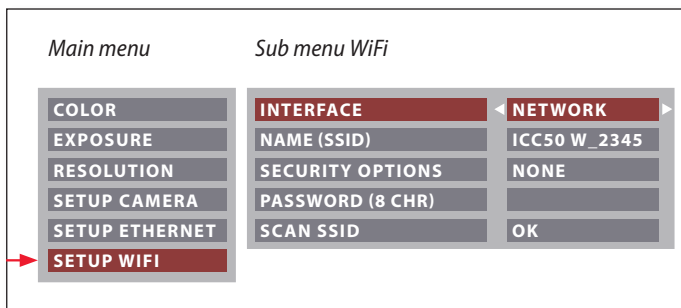 Main menu
Sub menu WiFi
COLOR
EXPOSURE
RESOLUTION
SETUP CAMERA
SETUP ETHERNET
SETUP WIFI
INTERFACE NETWORK
NAME (SSID) ICC50 W_2345
SECURITY OPTIONS NONE
PASSWORD (8 CHR)
SCAN SSID OK